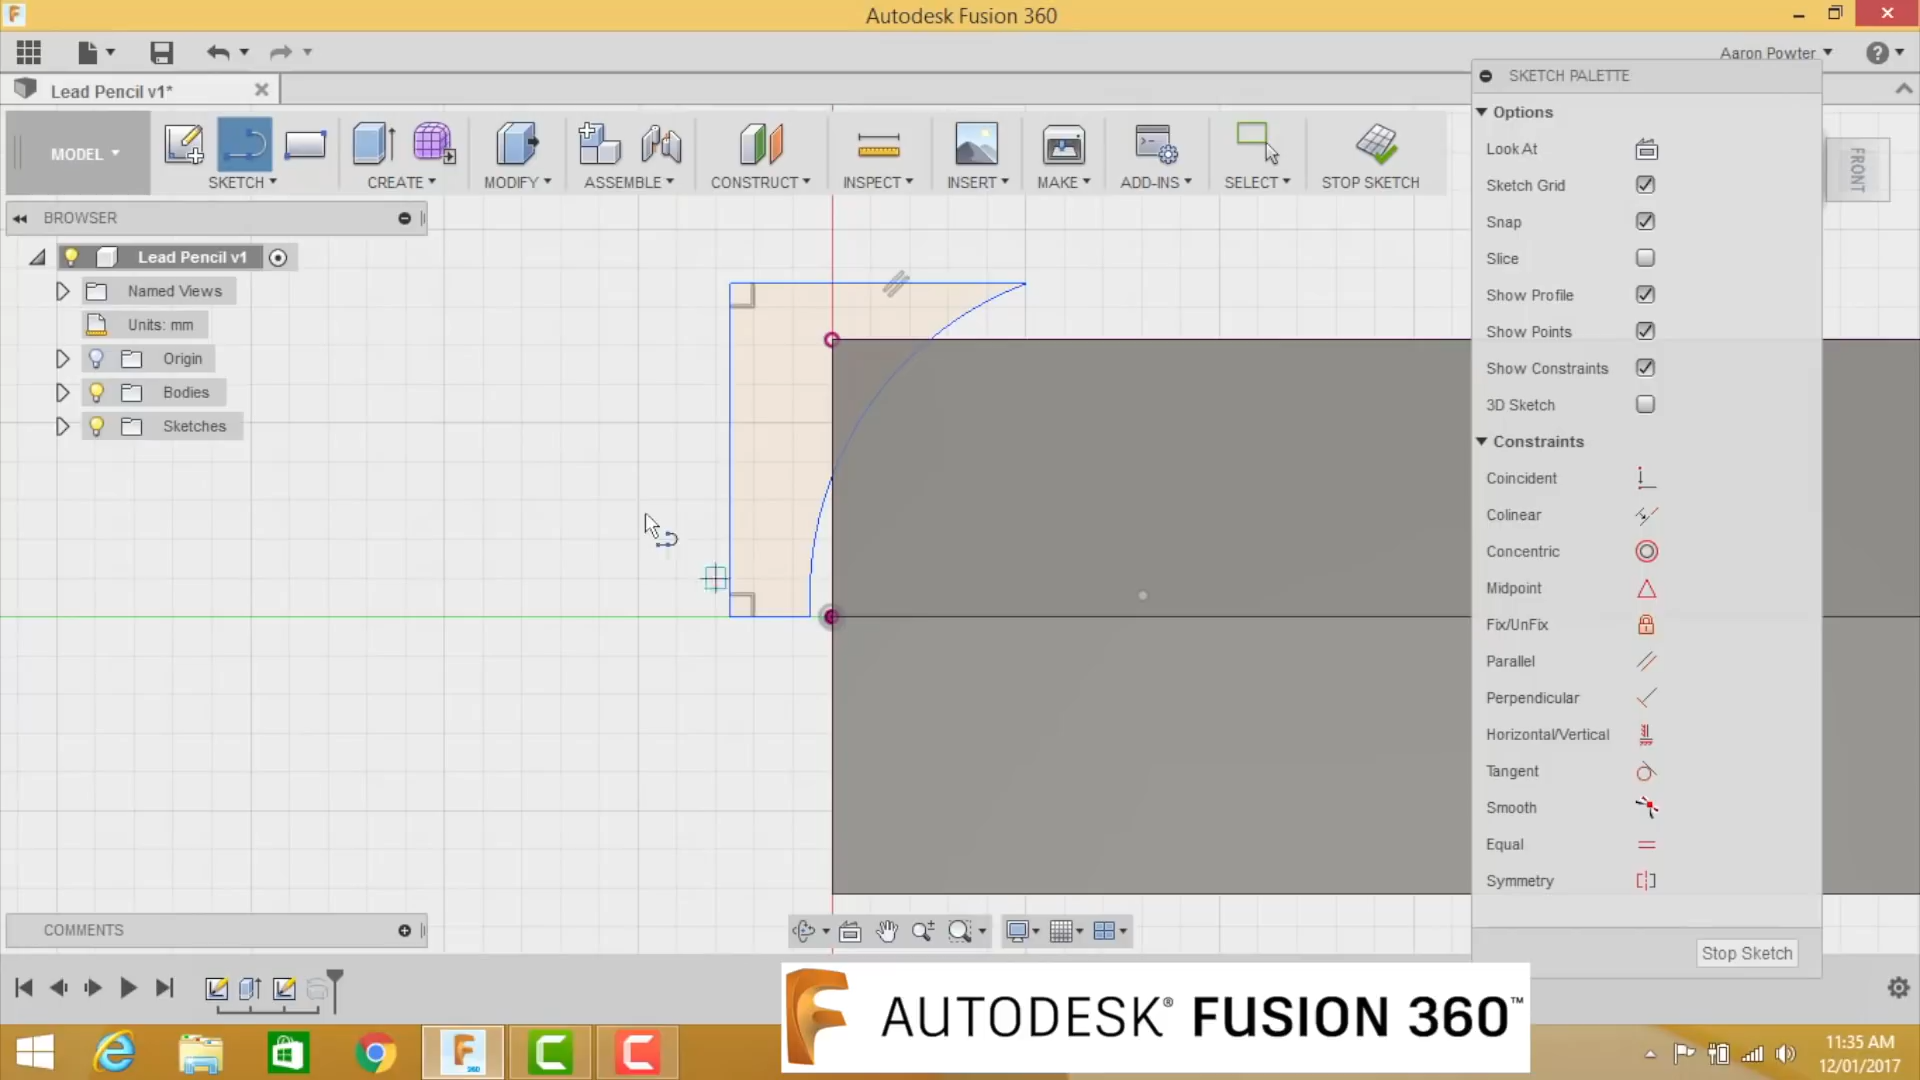 Autodesk Fusion 360
Aaron Powter
Lead Pencil v1*
SKETCH PALETTE
Options
Look At
Sketch Grid
Snap
Slice
Show Profile
Show Points
Show Constraints
3D Sketch
Constraints
Coincident
Colinear
Concentric
Midpoint
Fix/UnFix
Parallel
Perpendicular
Horizontal/Vertical
Tangent
Smooth
Equal
Symmetry
Stop Sketch
MODEL
SKETCH
CREATE
MODIFY
ASSEMBLE
CONSTRUCT
INSPECT
INSERT
MAKE
ADD-INS
SELECT
STOP SKETCH
FRONT
BROWSER
Lead Pencil v1
Named Views
Units: mm
Origin
Bodies
Sketches
COMMENTS
AUTODESK® FUSION 360™
360
11:35 AM
12/01/2017